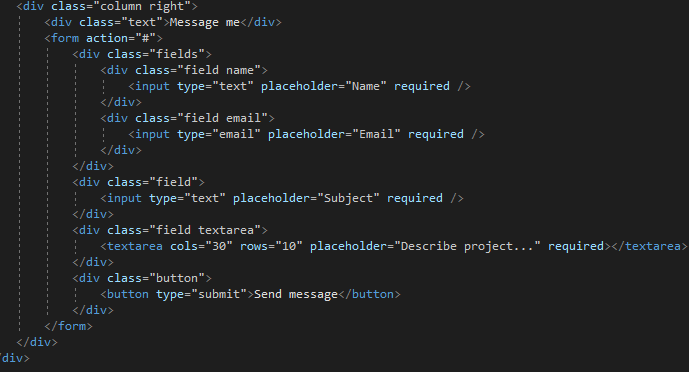 <div class="column right">
<div class="text">Message me</div>
<form action="#">
<div class="fields">
<div class="field name">
<input type="text" placeholder="Name" required />
</div>
<div class="field email">
<input type="email" placeholder="Email" required />
</div>
</div>
<div class="field">
<input type="text" placeholder="Subject" required />
</div>
<div class="field textarea">
<textarea cols="30" rows="10" placeholder="Describe project..." required></textarea>
</div>
<div class="button">
<button type="submit">Send message</button>
</div>
</form>
</div>
/div>